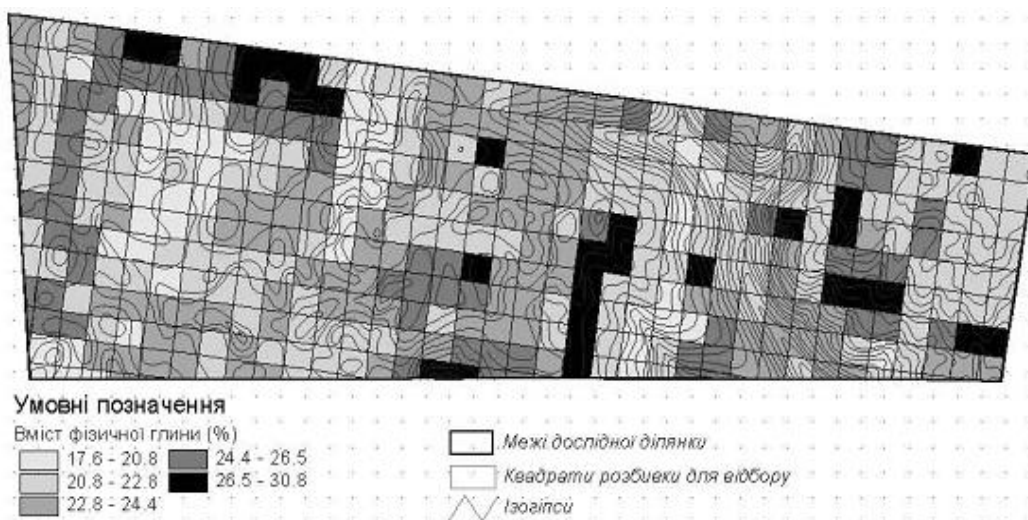 Умовні позначення
Вміст фізичної глини (%)
17.6 - 20.8
20.8 - 22.8
22.8 - 24.4
24.4 - 26.5
26.5 - 30.8
Межі дослідної ділянки
Квадрати розбивки для відбору
Ізогіпси